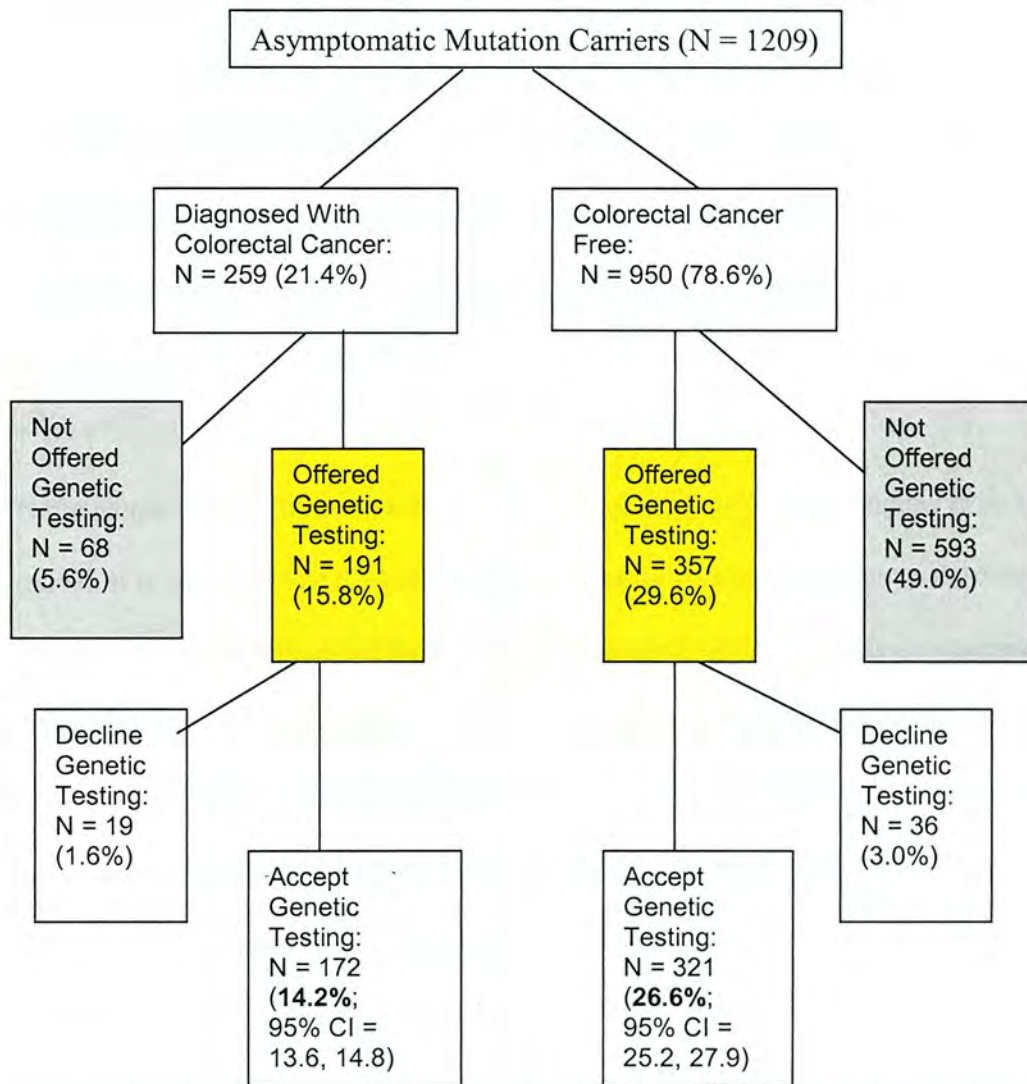 Asymptomatic Mutation Carriers (N = 1209)
Diagnosed With
Colorectal Cancer:
N = 259 (21.4%)
Colorectal Cancer
Free:
N = 950 (78.6%)
Not
Offered
Genetic
Testing:
N = 68
(5.6%)
Offered
Genetic
Testing:
N = 191
(15.8%)
Offered
Genetic
Testing:
N = 357
(29.6%)
Not
Offered
Genetic
Testing:
N = 593
(49.0%)
Decline
Genetic
Testing:
N = 19
(1.6%)
Accept
Genetic
Testing:
N = 172
(14.2%;
95% CI =
13.6, 14.8)
Accept
Genetic
Testing:
N = 321
(26.6%;
95% CI =
25.2, 27.9)
Decline
Genetic
Testing:
N = 36
(3.0%)